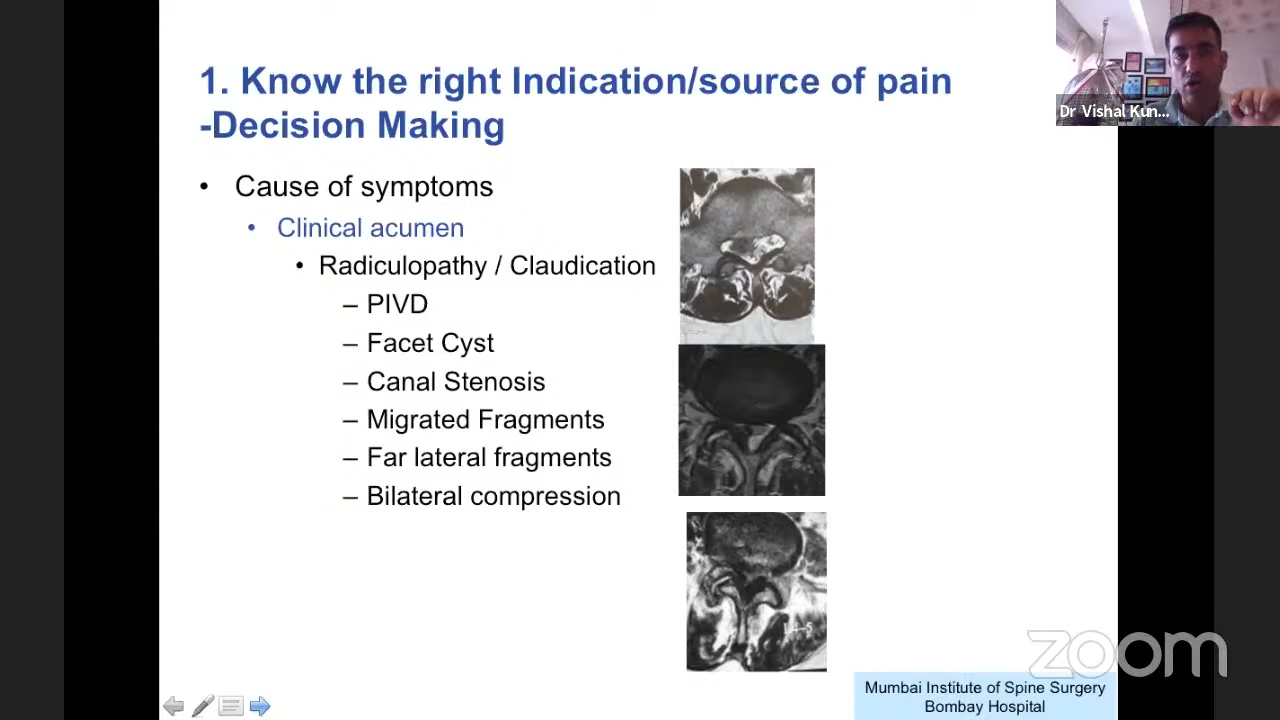 1. Know the right Indication/source of pain
-Decision Making
• Cause of symptoms
• Clinical acumen
• Radiculopathy / Claudication
– PIVD
– Facet Cyst
– Canal Stenosis
– Migrated Fragments
– Far lateral fragments
– Bilateral compression
L4-5
Dr Vishal Kun...
zoom
Mumbai Institute of Spine Surgery
Bombay Hospital